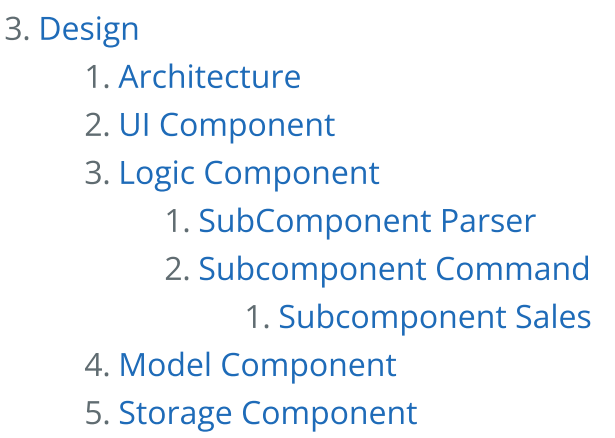 3. Design
1. Architecture
2. UI Component
3. Logic Component
1. SubComponent Parser
2. Subcomponent Command
1. Subcomponent Sales
4. Model Component
5. Storage Component